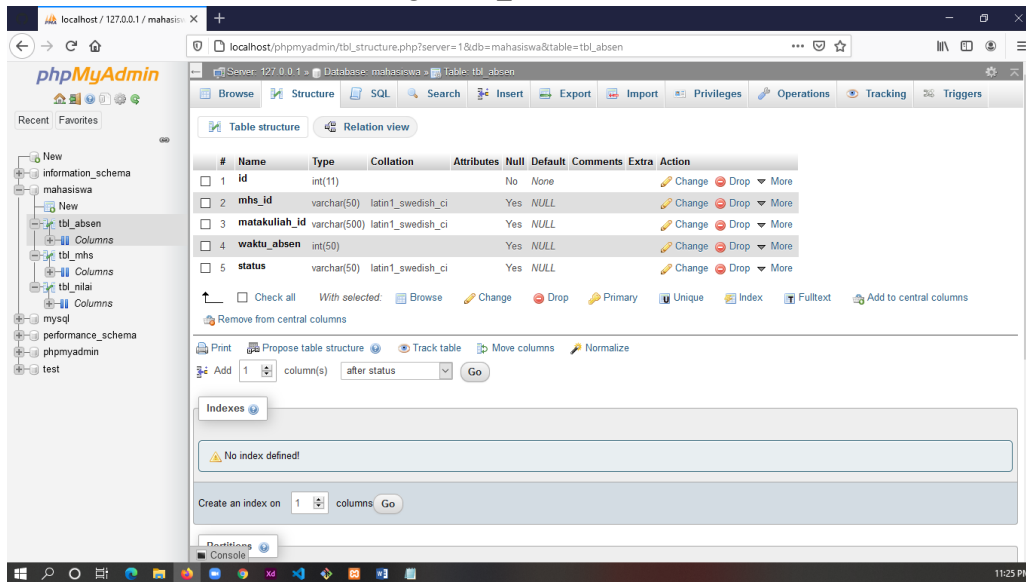 localhost / 127.0.0.1 / mahasisw
localhost/phpmyadmin/tbl_structure.php?server=1&db=mahasiswa&table=tbl_absen
phpMyAdmin
Recent Favorites
New
information_schema
mahasiswa
New
tbl_absen
Columns
tbl_mhs
Columns
tbl_nilai
Columns
mysql
performance_schema
phpmyadmin
test
Server: 127.0.0.1 » Database: mahasiswa » Table: tbl_absen
Browse Structure SQL Search Insert Export Import Privileges Operations Tracking Triggers
Table structure Relation view
# Name Type Collation Attributes Null Default Comments Extra Action
1 id int(11) No None Change Drop More
2 mhs_id varchar(50) latin1_swedish_ci Yes NULL Change Drop More
3 matakuliah_id varchar(500) latin1_swedish_ci Yes NULL Change Drop More
4 waktu_absen int(50) Yes NULL Change Drop More
5 status varchar(50) latin1_swedish_ci Yes NULL Change Drop More
Check all With selected: Browse Change Drop Primary Unique Index Fulltext Add to central columns
Remove from central columns
Print Propose table structure Track table Move columns Normalize
Add 1 column(s) after status Go
Indexes
No index defined!
Create an index on 1 columns Go
Partitions
Console
11:25 PM